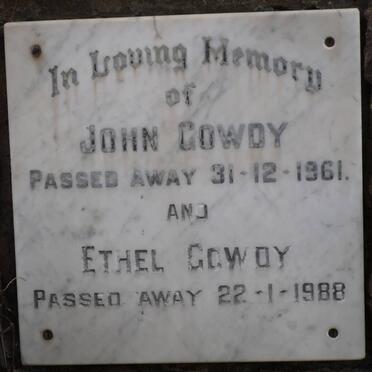 In Loving Memory
of
JOHN GOWDY
PASSED AWAY 31-12-1961.
AND
ETHEL GOWDY
PASSED AWAY 22-1-1988